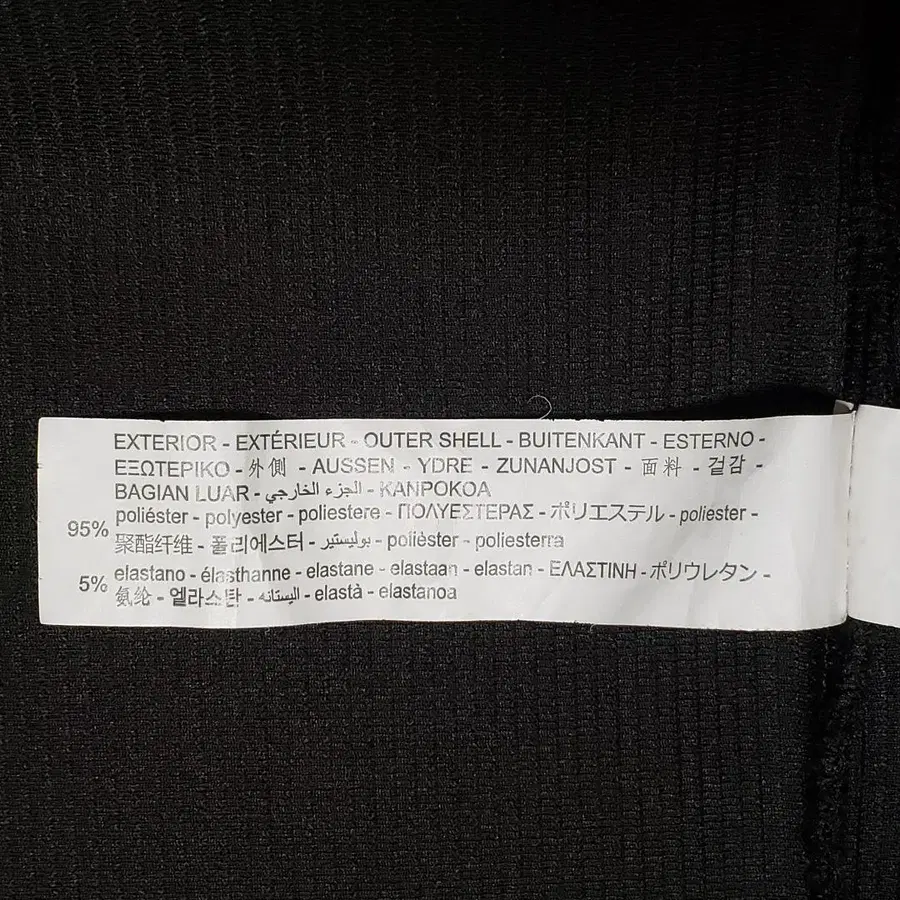 EXTERIOR - EXTÉRIEUR - OUTER SHELL - BUITENKANT - ESTERNO -
ΕΞΩΤΕΡΙΚΟ - 外側 - AUSSEN - YDRE - ZUNANJOST - 面料 - 겉감 -
BAGIAN LUAR - الجزء الخارجي - KANPOKOA
95% poliéster - polyester - poliestere - ΠΟΛΥΕΣΤΕΡΑΣ - ポリエステル - poliester -
聚酯纤维 - 폴리에스터 - بوليستير - polièster - poliesterra
5% elastano - élasthanne - elastane - elastaan - elastan - ΕΛΑΣΤΙΝΗ - ポリウレタン -
氨纶 - 엘라스탄 - اليستانه - elastà - elastanoa